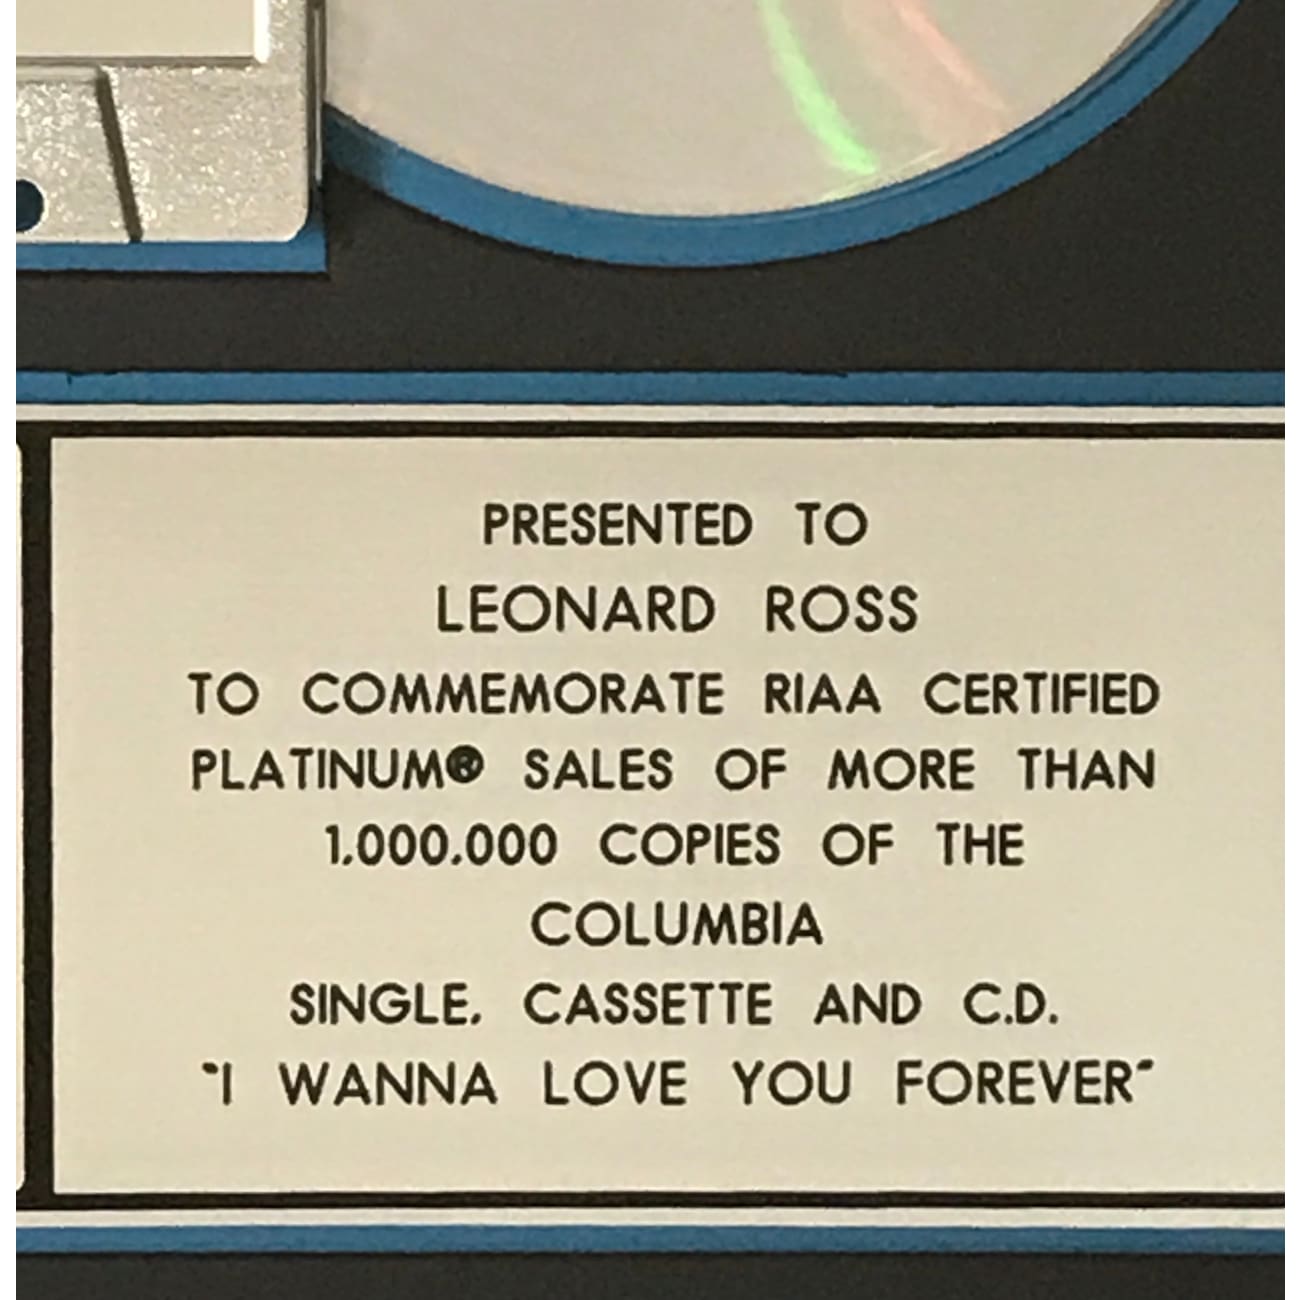 PRESENTED TO
LEONARD ROSS
TO COMMEMORATE RIAA CERTIFIED
PLATINUM® SALES OF MORE THAN
1,000,000 COPIES OF THE
COLUMBIA
SINGLE, CASSETTE AND C.D.
"I WANNA LOVE YOU FOREVER"